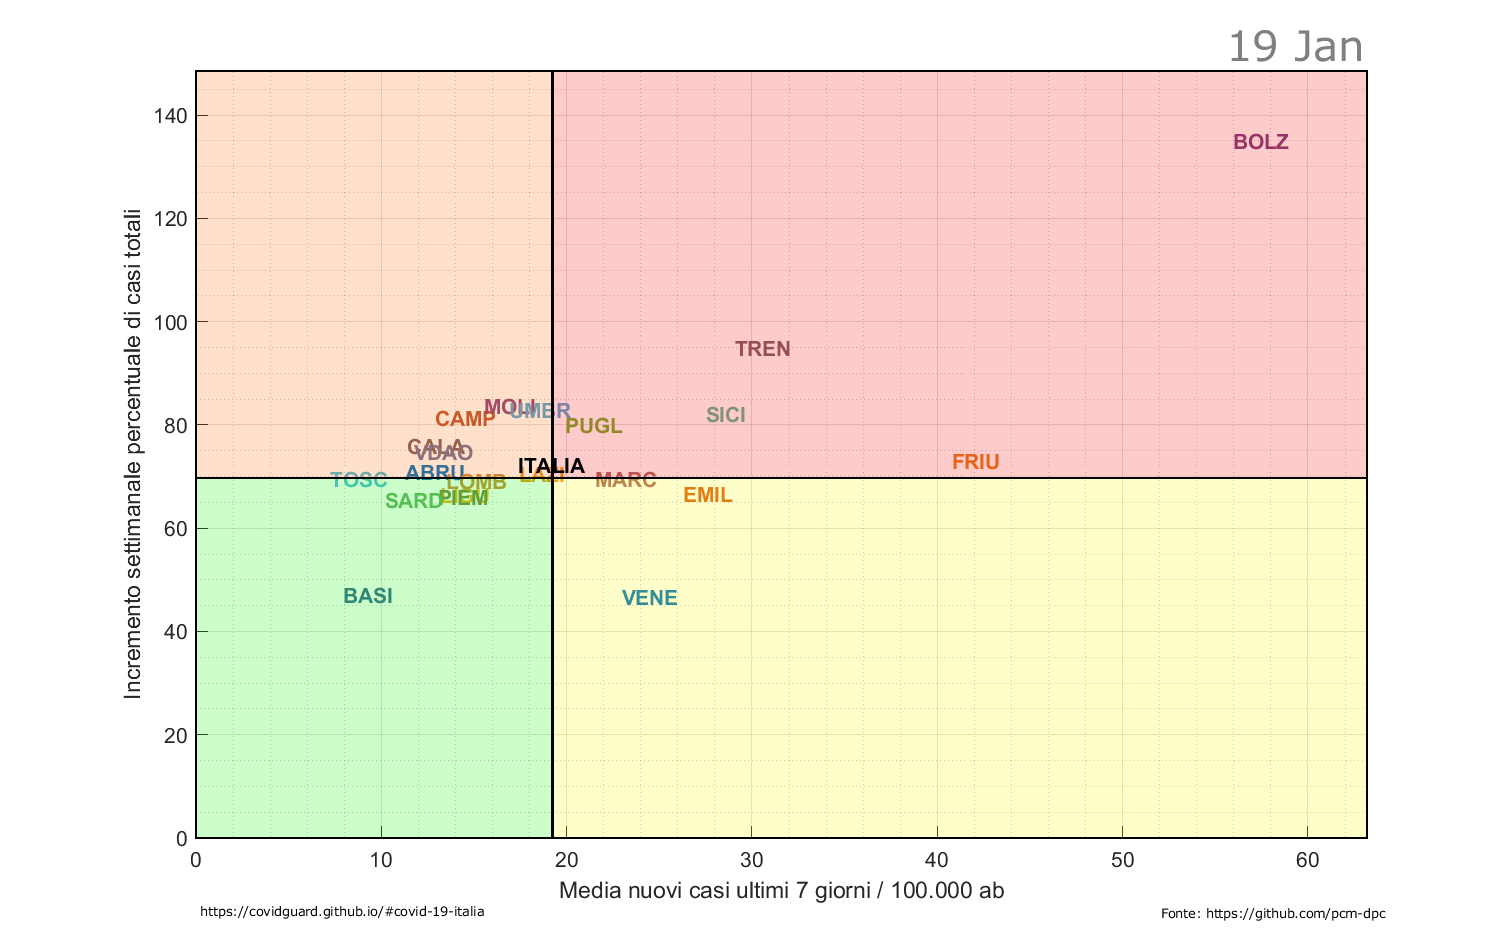 19 Jan
Incremento settimanale percentuale di casi totali
140
120
100
80
60
40
20
0
BOLZ
TREN
MOLI
UMBR
SICI
CAMP
PUGL
CALA
VDAO
FRIU
ITALIA
ABRU
LAZI
TOSC
LOMB
MARC
EMIL
SARD
PIEM
BASI
VENE
0 10 20 30 40 50 60
Media nuovi casi ultimi 7 giorni / 100.000 ab
https://covidguard.github.io/#covid-19-italia
Fonte: https://github.com/pcm-dpc